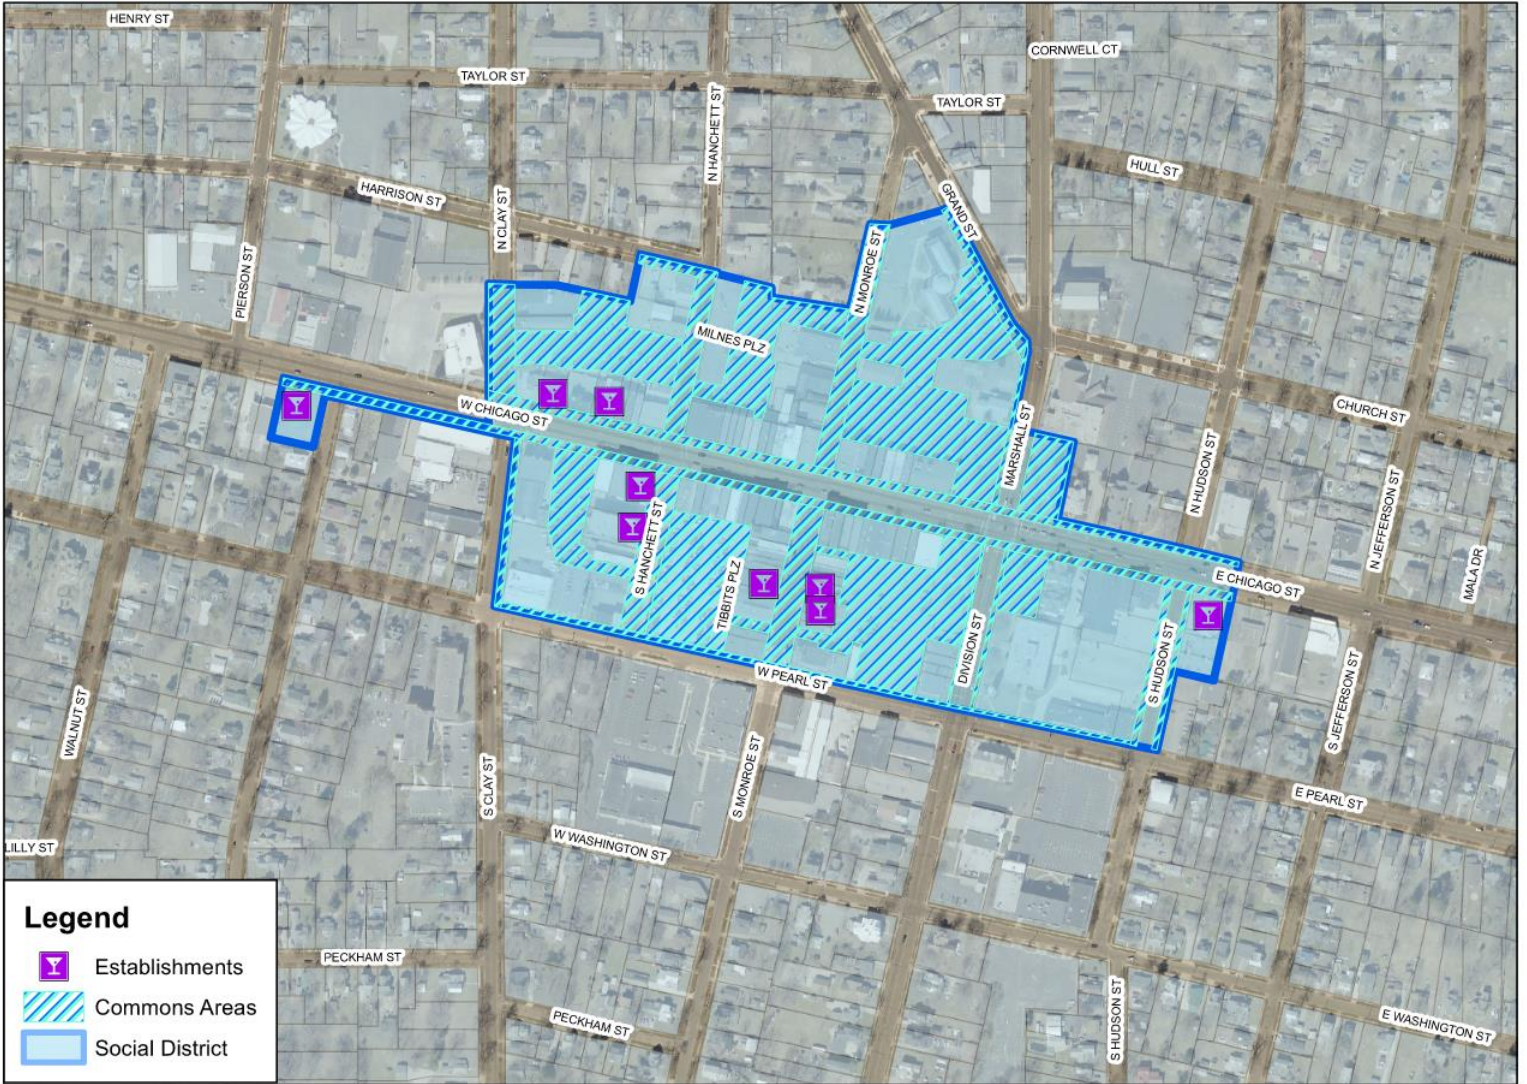 HENRY ST
CORNWELL CT
TAYLOR ST
TAYLOR ST
N HANCHETT ST
HULL ST
HARRISON ST
N CLAY ST
GRAND ST
N MONROE ST
PIERSON ST
MILNES PLZ
W CHICAGO ST
CHURCH ST
MARSHALL ST
N HUDSON ST
N JEFFERSON ST
S HANCHETT ST
TIBBITS PLZ
E CHICAGO ST
MALA DR
DIVISION ST
S HUDSON ST
W PEARL ST
S JEFFERSON ST
WALNUT ST
S CLAY ST
S MONROE ST
E PEARL ST
LILLY ST
W WASHINGTON ST
PECKHAM ST
PECKHAM ST
S HUDSON ST
E WASHINGTON ST
Legend
Establishments
Commons Areas
Social District